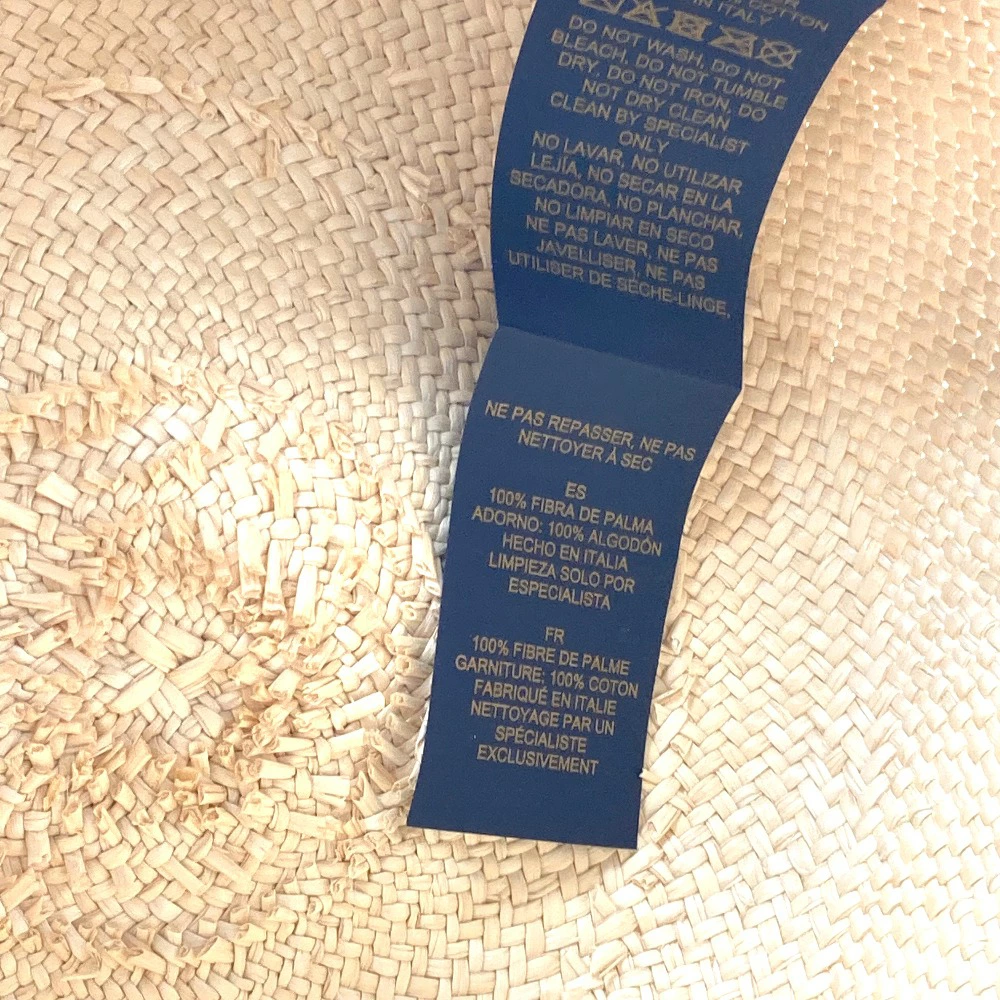 COTTON
IN ITALY
DO NOT WASH, DO NOT
BLEACH, DO NOT TUMBLE
DRY, DO NOT IRON, DO
NOT DRY CLEAN
CLEAN BY SPECIALIST
ONLY
NO LAVAR, NO UTILIZAR
LEJÍA, NO SECAR EN LA
SECADORA, NO PLANCHAR,
NO LIMPIAR EN SECO
NE PAS LAVER, NE PAS
JAVELLISER, NE PAS
UTILISER DE SÈCHE-LINGE,
NE PAS REPASSER, NE PAS
NETTOYER À SEC
ES
100% FIBRA DE PALMA
ADORNO: 100% ALGODÓN
HECHO EN ITALIA
LIMPIEZA SOLO POR
ESPECIALISTA
FR
100% FIBRE DE PALME
GARNITURE: 100% COTON
FABRIQUÉ EN ITALIE
NETTOYAGE PAR UN
SPÉCIALISTE
EXCLUSIVEMENT